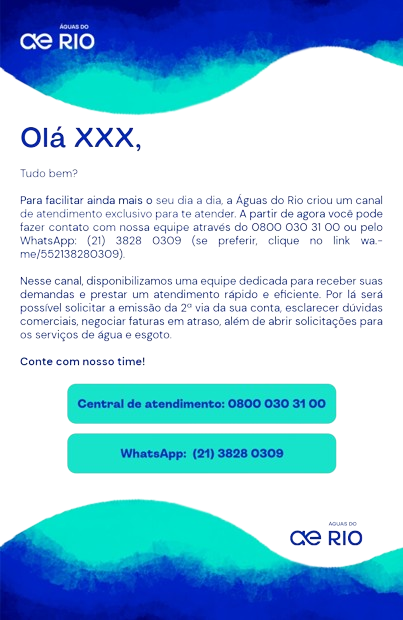 ÁGUAS DO
ae RIO
Olá XXX,
Tudo bem?
Para facilitar ainda mais o seu dia a dia, a Águas do Rio criou um canal
de atendimento exclusivo para te atender. A partir de agora você pode
fazer contato com nossa equipe através do 0800 030 31 00 ou pelo
WhatsApp: (21) 3828 0309 (se preferir, clique no link wa.-
me/552138280309).
Nesse canal, disponibilizamos uma equipe dedicada para receber suas
demandas e prestar um atendimento rápido e eficiente. Por lá será
possível solicitar a emissão da 2ª via da sua conta, esclarecer dúvidas
comerciais, negociar faturas em atraso, além de abrir solicitações para
os serviços de água e esgoto.
Conte com nosso time!
Central de atendimento: 0800 030 31 00
WhatsApp: (21) 3828 0309
ÁGUAS DO
ae RIO